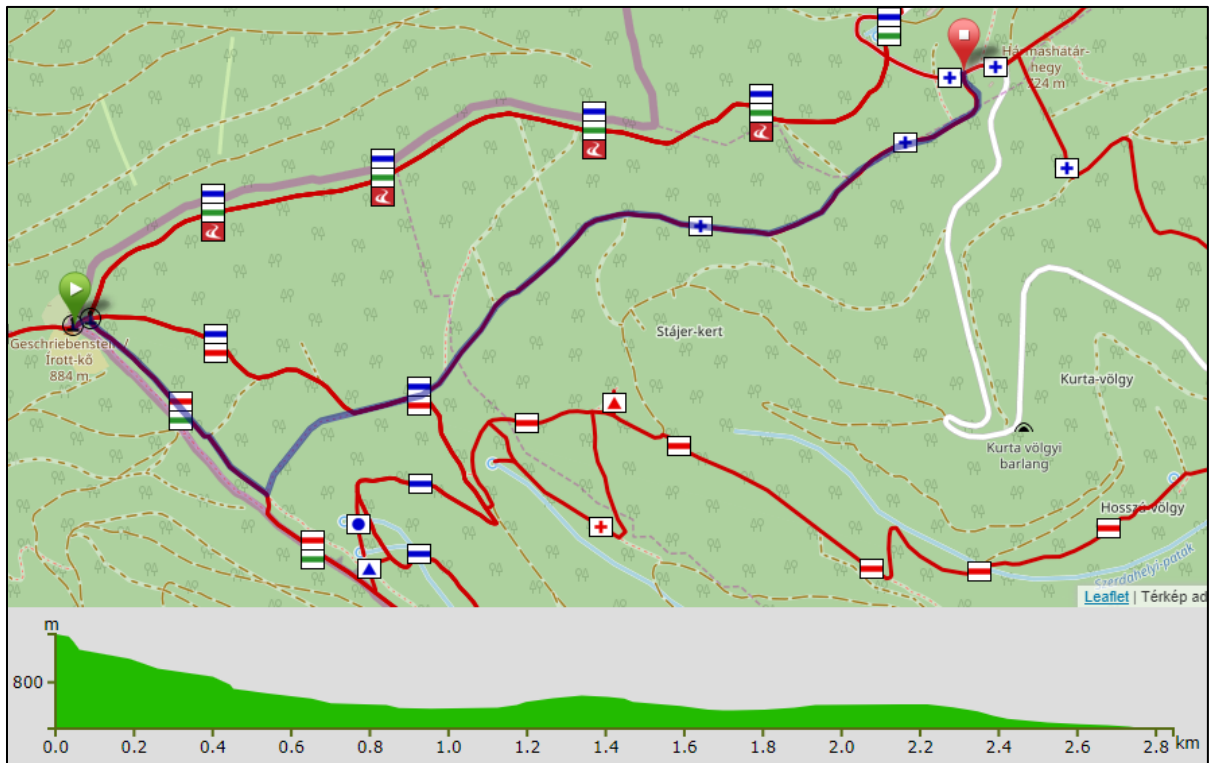 Hármashatár-
hegy
724 m
Geschriebenstein /
Írott-kő
884 m
Stájer-kert
Kurta-völgy
Kurta völgyi
barlang
Hosszú-völgy
Szerdahelyi-patak
Leaflet | Térkép ad
m
800
0.0 0.2 0.4 0.6 0.8 1.0 1.2 1.4 1.6 1.8 2.0 2.2 2.4 2.6 2.8 km